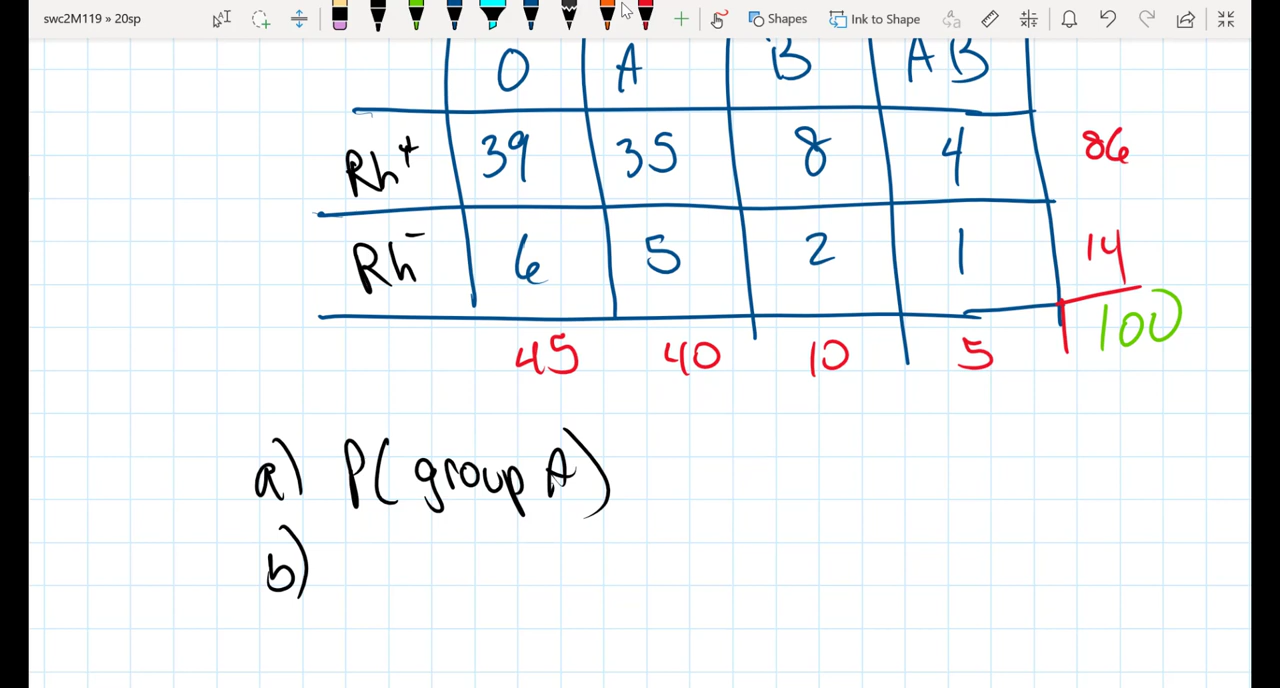 swc2M119 » 20sp
Shapes
Ink to Shape
O A B AB
Rh+ 39 35 8 4 86
Rh- 6 5 2 1 14
45 40 10 5 100
a) P(group A)
b)